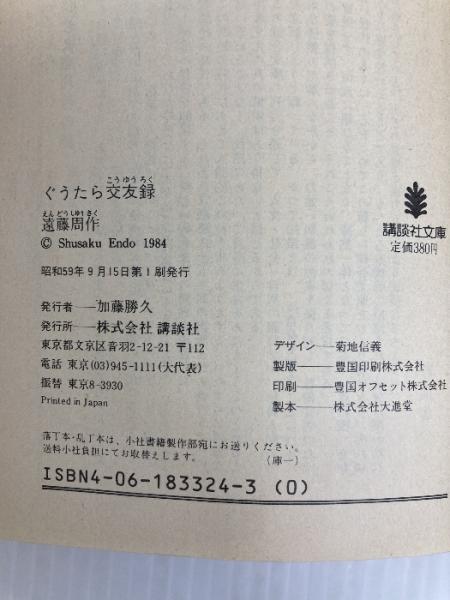 こうゆうろく
ぐうたら交友録
えんどうしゅうさく
遠藤周作
© Shusaku Endo 1984
講談社文庫
定価380円
昭和59年9月15日第1刷発行
発行者――加藤勝久
発行所――株式会社 講談社
東京都文京区音羽2-12-21 〒112
電話 東京(03)945-1111(大代表)
振替 東京8-3930
Printed in Japan
デザイン――菊地信義
製版――豊国印刷株式会社
印刷――豊国オフセット株式会社
製本――株式会社大進堂
落丁本・乱丁本は、小社書籍製作部宛にお送りください。
送料小社負担にてお取替えします。 (庫一)
ISBN4-06-183324-3 (0)